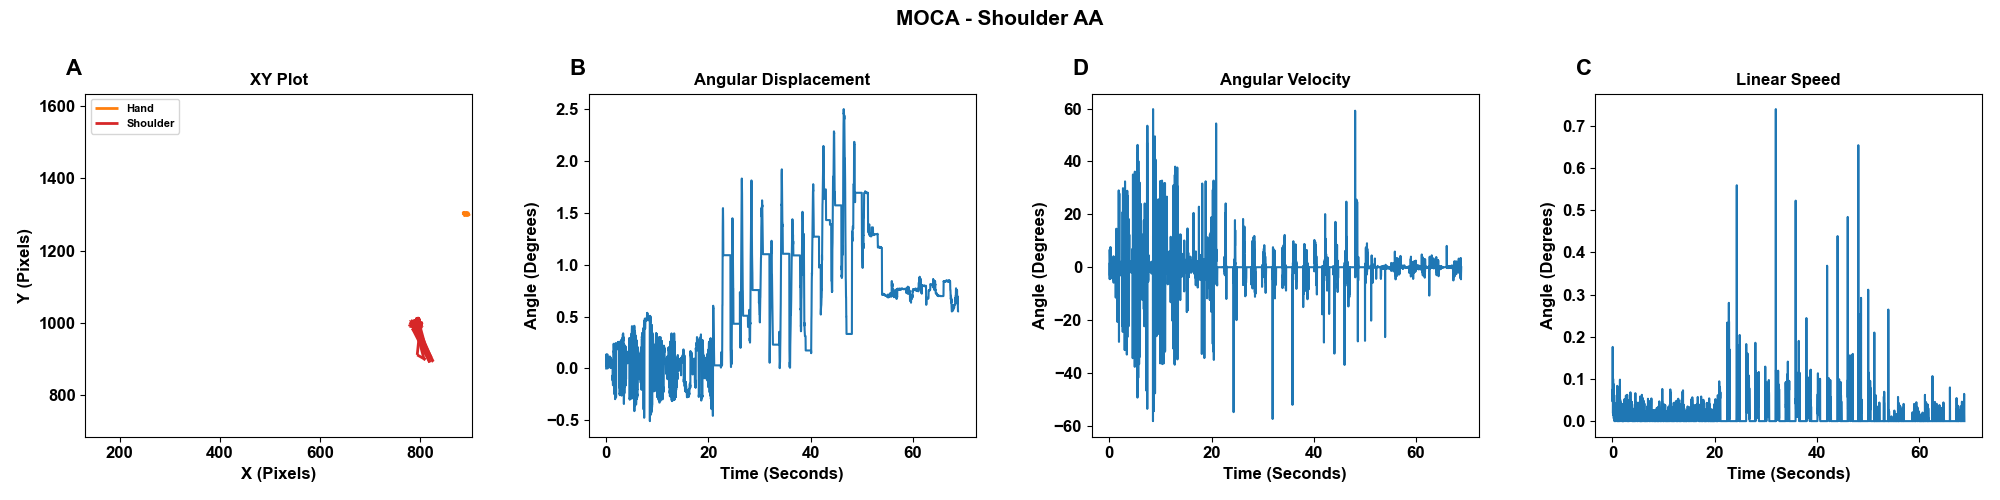 MOCA - Shoulder AA
A
XY Plot
Hand
Shoulder
1600
1400
1200
1000
800
Y (Pixels)
200
400
600
800
X (Pixels)
B
Angular Displacement
2.5
2.0
1.5
1.0
0.5
0.0
−0.5
Angle (Degrees)
0
20
40
60
Time (Seconds)
D
Angular Velocity
60
40
20
0
−20
−40
−60
Angle (Degrees)
0
20
40
60
Time (Seconds)
C
Linear Speed
0.7
0.6
0.5
0.4
0.3
0.2
0.1
0.0
Angle (Degrees)
0
20
40
60
Time (Seconds)